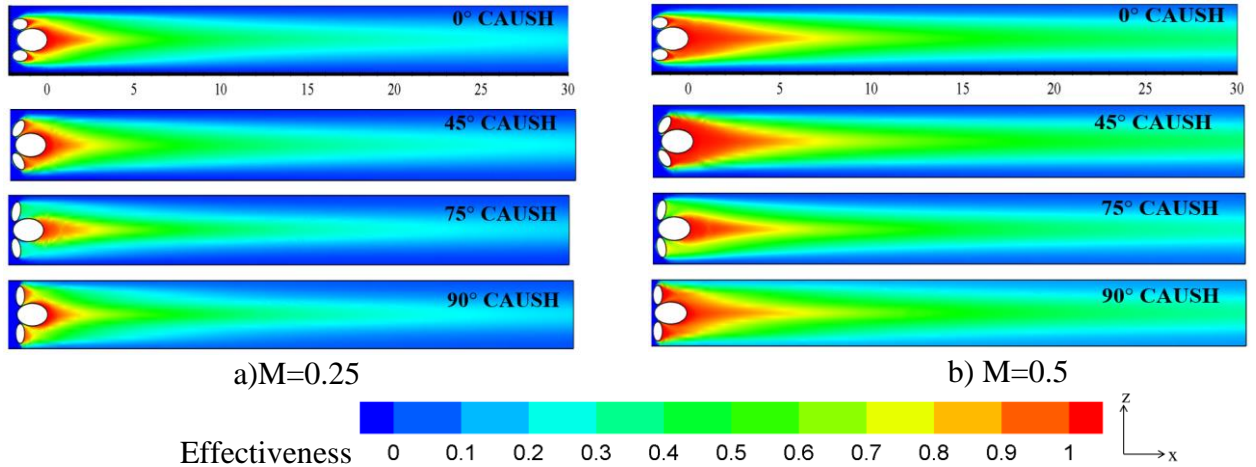 0° CAUSH
0 5 10 15 20 25 30
45° CAUSH
75° CAUSH
90° CAUSH
a)M=0.25
0° CAUSH
0 5 10 15 20 25 30
45° CAUSH
75° CAUSH
90° CAUSH
b) M=0.5
Effectiveness 0 0.1 0.2 0.3 0.4 0.5 0.6 0.7 0.8 0.9 1
z
x